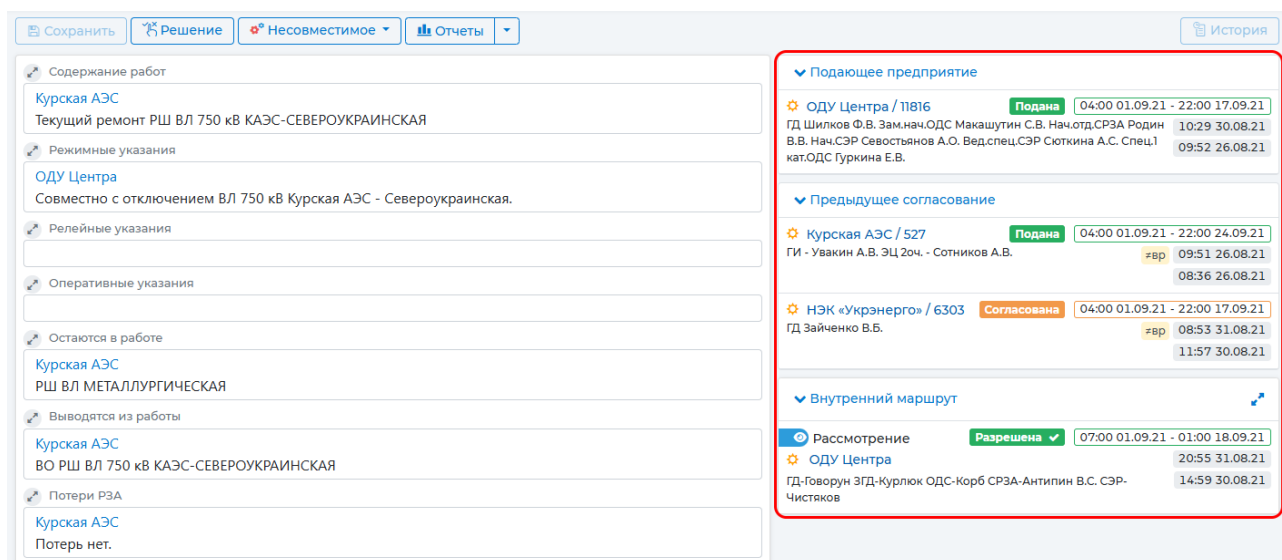 Сохранить Решение Несовместимое Отчеты История
Содержание работ
Курская АЭС
Текущий ремонт РШ ВЛ 750 кВ КАЭС-СЕВЕРОУКРАИНСКАЯ
Режимные указания
ОДУ Центра
Совместно с отключением ВЛ 750 кВ Курская АЭС - Североукраинская.
Релейные указания
Оперативные указания
Остаются в работе
Курская АЭС
РШ ВЛ МЕТАЛЛУРГИЧЕСКАЯ
Выводятся из работы
Курская АЭС
ВО РШ ВЛ 750 кВ КАЭС-СЕВЕРОУКРАИНСКАЯ
Потери РЗА
Курская АЭС
Потерь нет.
Подающее предприятие
ОДУ Центра / 11816 Подана 04:00 01.09.21 - 22:00 17.09.21
ГД Шилков Ф.В. Зам.нач.ОДС Макашутин С.В. Нач.отд.СРЗА Родин 10:29 30.08.21
В.В. Нач.СЭР Севостьянов А.О. Вед.спец.СЭР Сюткина А.С. Спец.1 09:52 26.08.21
кат.ОДС Гуркина Е.В.
Предыдущее согласование
Курская АЭС / 527 Подана 04:00 01.09.21 - 22:00 24.09.21
ГИ - Увакин А.В. ЭЦ 2оч. - Сотников А.В. ≠вр 09:51 26.08.21
08:36 26.08.21
НЭК «Укрэнерго» / 6303 Согласована 04:00 01.09.21 - 22:00 17.09.21
ГД Зайченко В.Б. ≠вр 08:53 31.08.21
11:57 30.08.21
Внутренний маршрут
Рассмотрение Разрешена 07:00 01.09.21 - 01:00 18.09.21
ОДУ Центра 20:55 31.08.21
ГД-Говорун ЗГД-Курлюк ОДС-Корб СРЗА-Антипин В.С. СЭР- 14:59 30.08.21
Чистяков